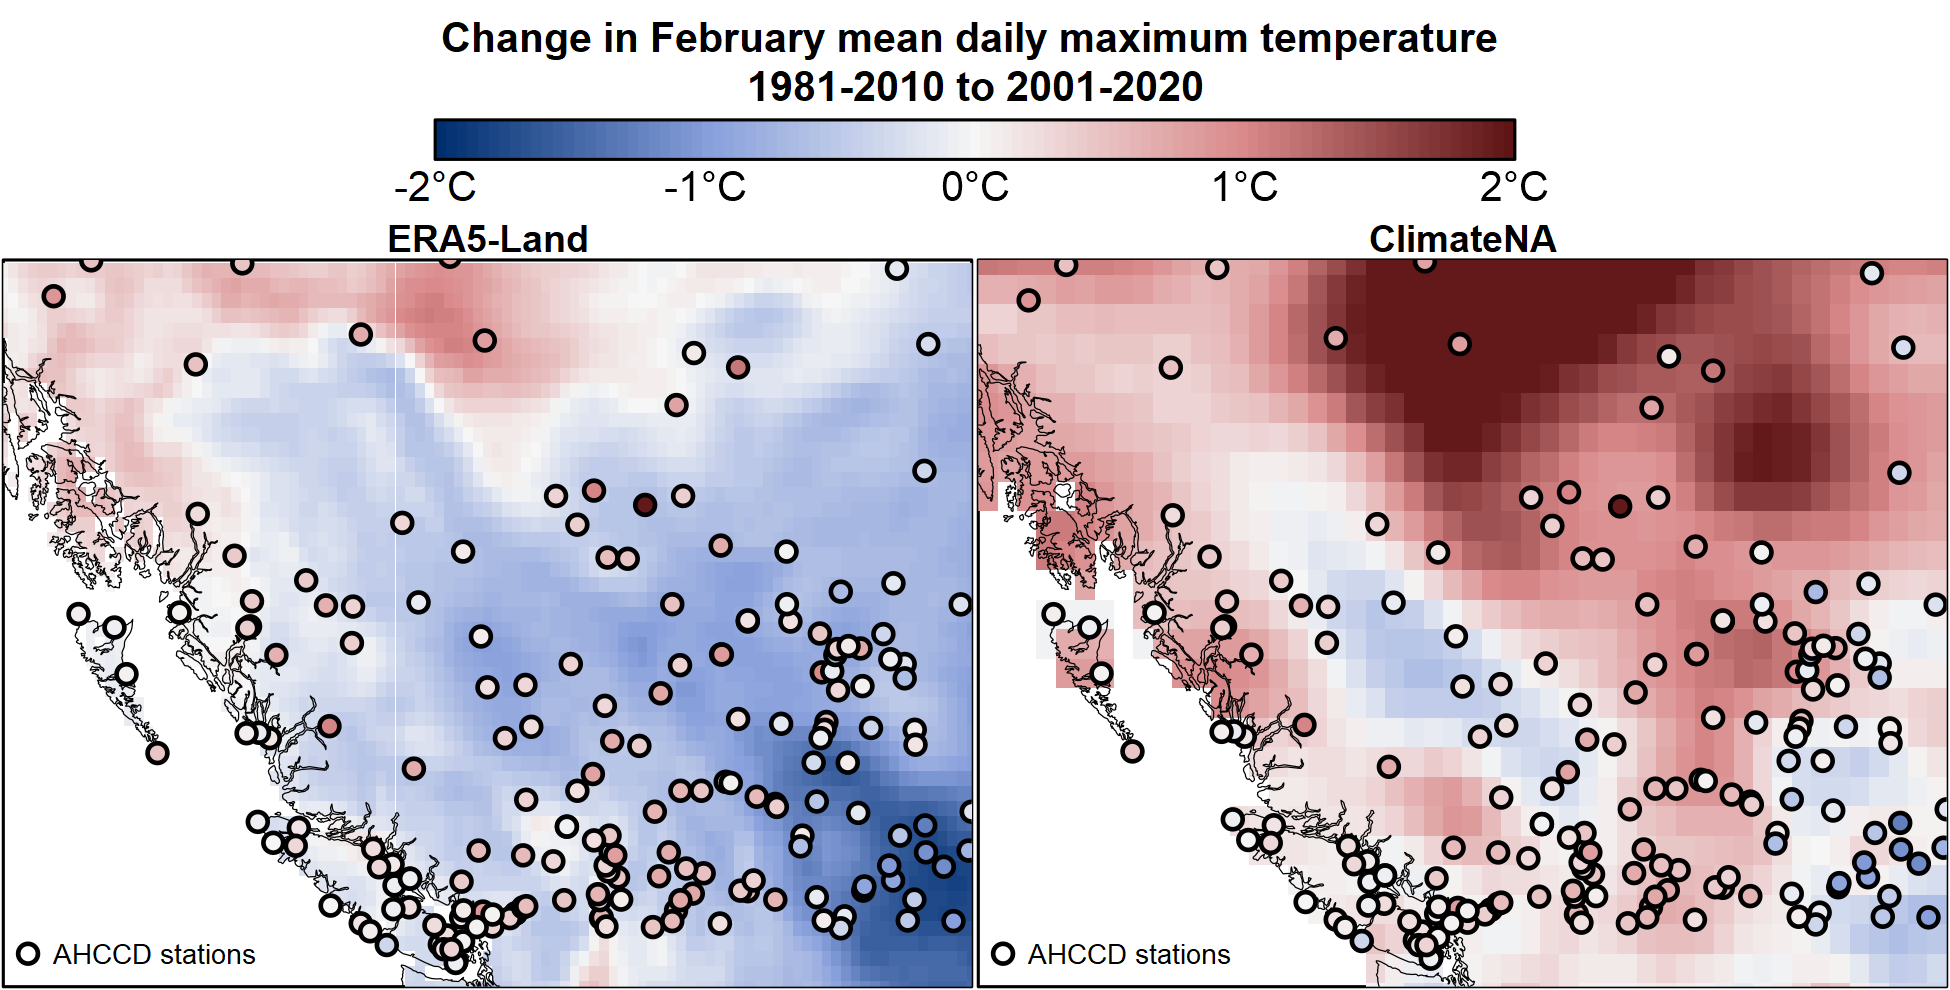 Change in February mean daily maximum temperature
1981-2010 to 2001-2020
-2°C -1°C 0°C 1°C 2°C
ERA5-Land
ClimateNA
AHCCD stations
AHCCD stations